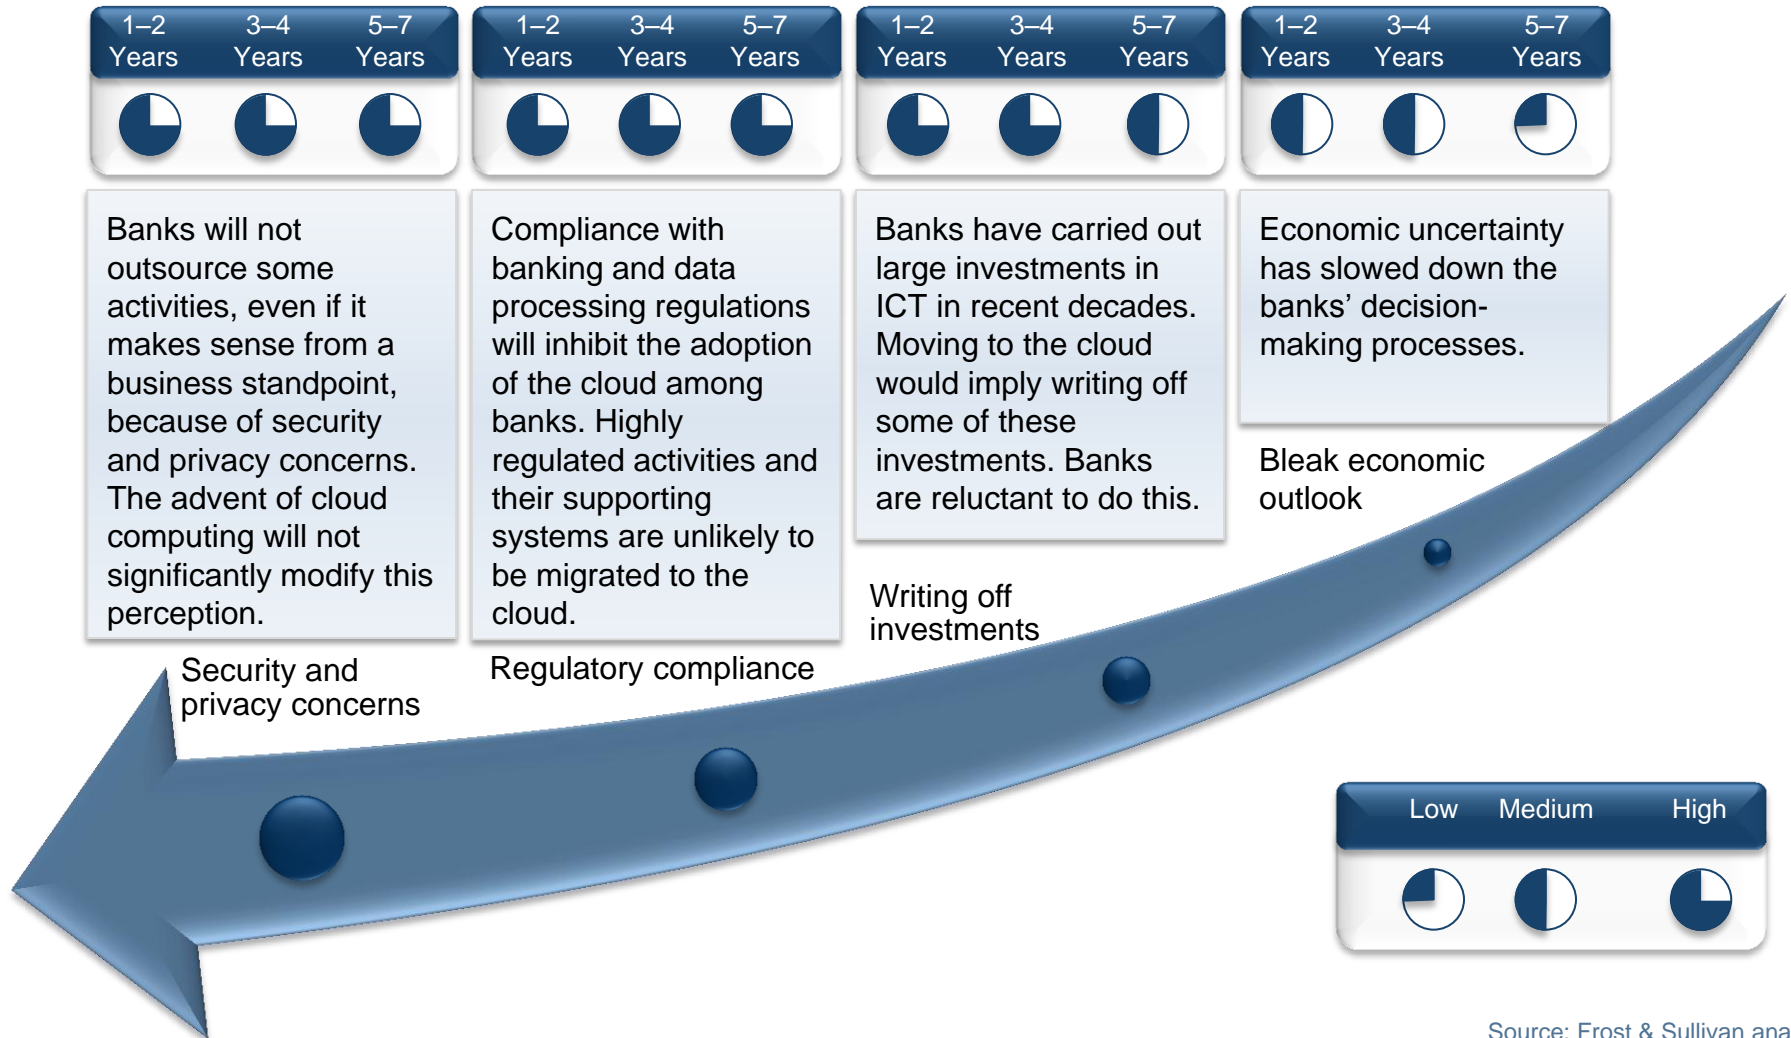 1–2 3–4 5–7
Years Years Years
1–2 3–4 5–7
Years Years Years
1–2 3–4 5–7
Years Years Years
1–2 3–4 5–7
Years Years Years
Banks will not
outsource some
activities, even if it
makes sense from a
business standpoint,
because of security
and privacy concerns.
The advent of cloud
computing will not
significantly modify this
perception.
Security and
privacy concerns
Compliance with
banking and data
processing regulations
will inhibit the adoption
of the cloud among
banks. Highly
regulated activities and
their supporting
systems are unlikely to
be migrated to the
cloud.
Regulatory compliance
Banks have carried out
large investments in
ICT in recent decades.
Moving to the cloud
would imply writing off
some of these
investments. Banks
are reluctant to do this.
Writing off
investments
Economic uncertainty
has slowed down the
banks’ decision-
making processes.
Bleak economic
outlook
Low Medium High
Source: Frost & Sullivan